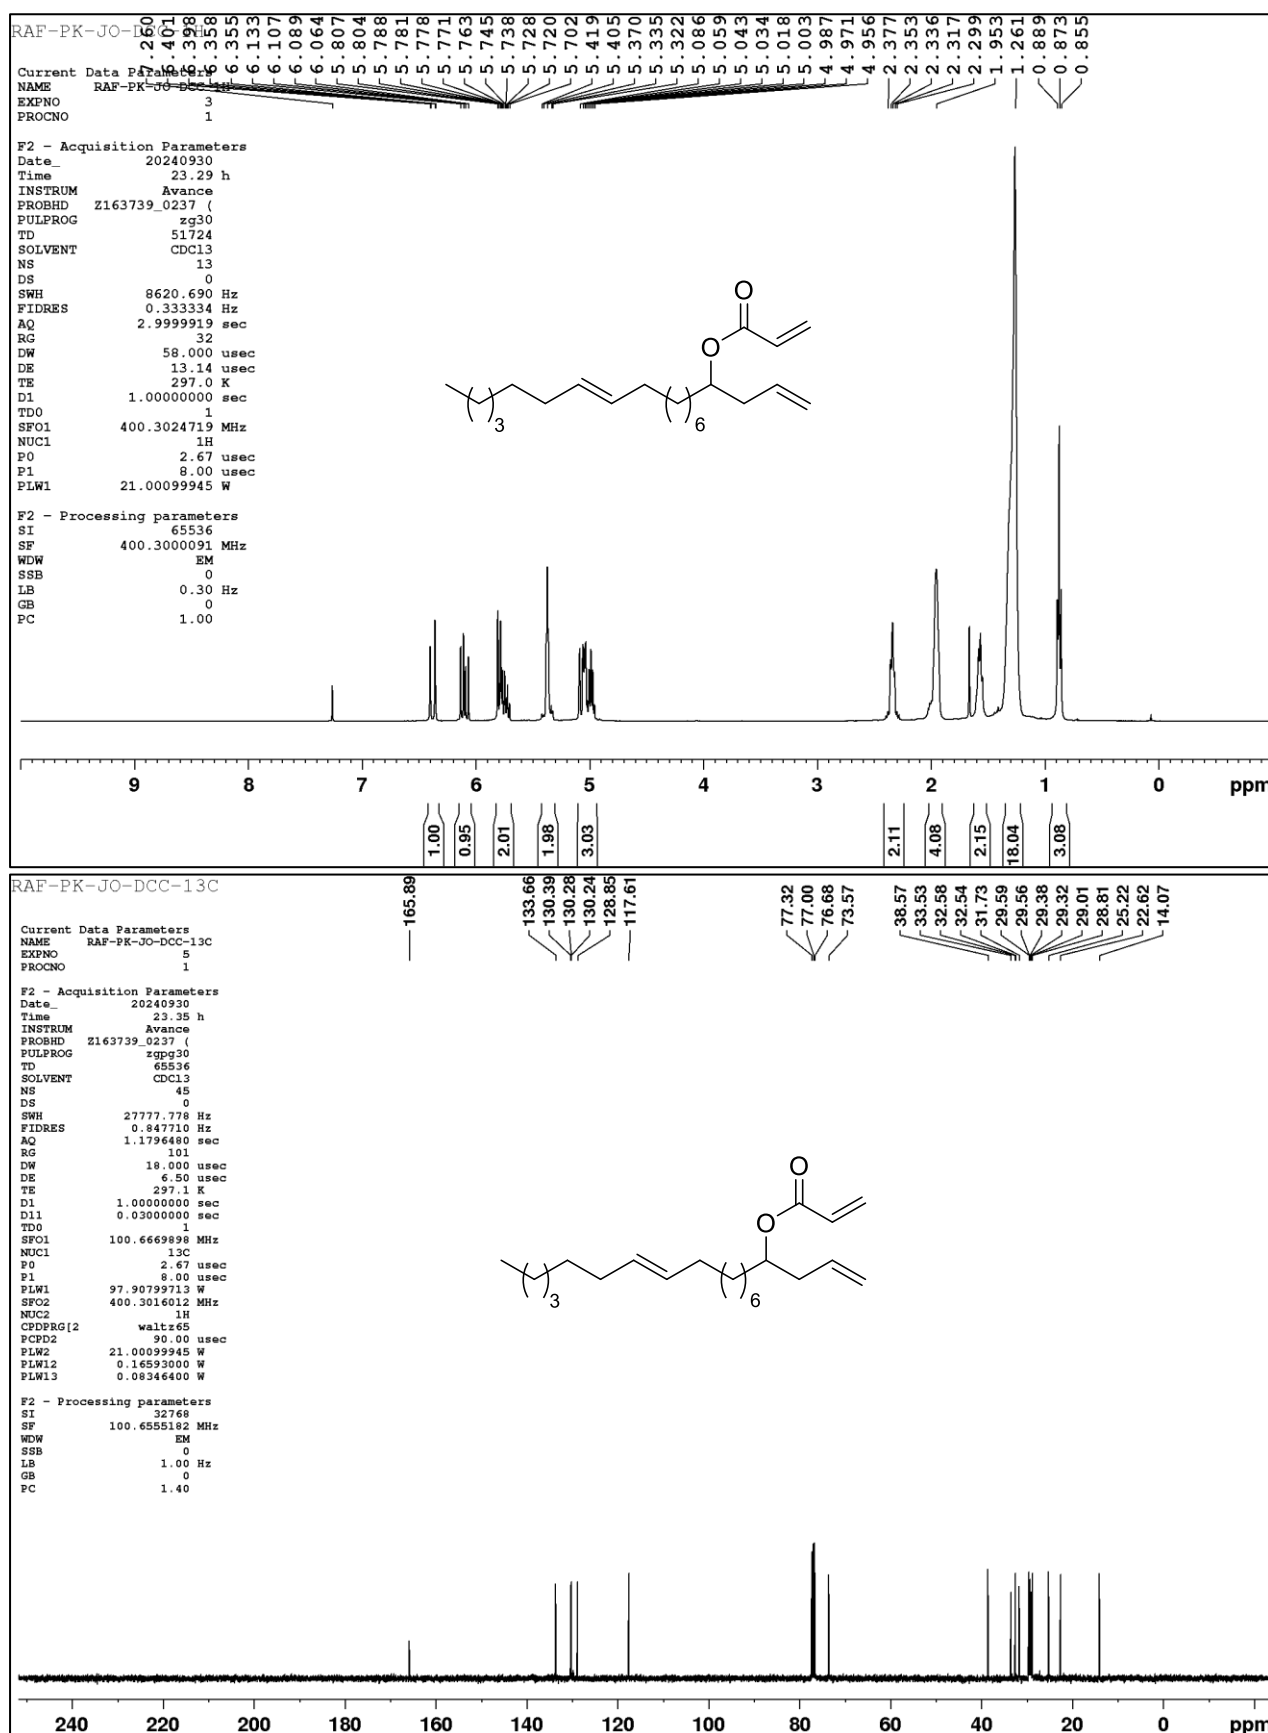 RAF-PK-JO-DCC-1H
7.260
6.401
6.398
6.358
6.355
6.133
6.107
6.089
6.064
5.807
5.804
5.788
5.781
5.778
5.771
5.763
5.745
5.738
5.728
5.720
5.702
5.419
5.405
5.370
5.335
5.322
5.086
5.059
5.043
5.034
5.018
5.003
4.987
4.971
4.956
2.377
2.353
2.336
2.317
2.299
1.953
1.261
0.889
0.873
0.855
Current Data Parameters
NAME RAF-PK-JO-DCC-1H
EXPNO 3
PROCNO 1
F2 - Acquisition Parameters
Date_ 20240930
Time 23.29 h
INSTRUM Avance
PROBHD Z163739_0237 (
PULPROG zg30
TD 51724
SOLVENT CDCl3
NS 13
DS 0
SWH 8620.690 Hz
FIDRES 0.333334 Hz
AQ 2.9999919 sec
RG 32
DW 58.000 usec
DE 13.14 usec
TE 297.0 K
D1 1.00000000 sec
TD0 1
SFO1 400.3024719 MHz
NUC1 1H
P0 2.67 usec
P1 8.00 usec
PLW1 21.00099945 W
F2 - Processing parameters
SI 65536
SF 400.3000091 MHz
WDW EM
SSB 0
LB 0.30 Hz
GB 0
PC 1.00
O
O
( )3 ( )6
9 8 7 6 5 4 3 2 1 0 ppm
1.00 0.95 2.01 1.98 3.03 2.11 4.08 2.15 18.04 3.08
RAF-PK-JO-DCC-13C
165.89
133.66
130.39
130.28
130.24
128.85
117.61
77.32
77.00
76.68
73.57
38.57
33.53
32.58
32.54
31.73
29.59
29.56
29.38
29.32
29.01
28.81
25.22
22.62
14.07
Current Data Parameters
NAME RAF-PK-JO-DCC-13C
EXPNO 5
PROCNO 1
F2 - Acquisition Parameters
Date_ 20240930
Time 23.35 h
INSTRUM Avance
PROBHD Z163739_0237 (
PULPROG zgpg30
TD 65536
SOLVENT CDCl3
NS 45
DS 0
SWH 27777.778 Hz
FIDRES 0.847710 Hz
AQ 1.1796480 sec
RG 101
DW 18.000 usec
DE 6.50 usec
TE 297.1 K
D1 1.00000000 sec
D11 0.03000000 sec
TD0 1
SFO1 100.6669898 MHz
NUC1 13C
P0 2.67 usec
P1 8.00 usec
PLW1 97.90799713 W
SFO2 400.3016012 MHz
NUC2 1H
CPDPRG[2 waltz65
PCPD2 90.00 usec
PLW2 21.00099945 W
PLW12 0.16593000 W
PLW13 0.08346400 W
F2 - Processing parameters
SI 32768
SF 100.6555182 MHz
WDW EM
SSB 0
LB 1.00 Hz
GB 0
PC 1.40
O
O
( )3 ( )6
240 220 200 180 160 140 120 100 80 60 40 20 0 ppm